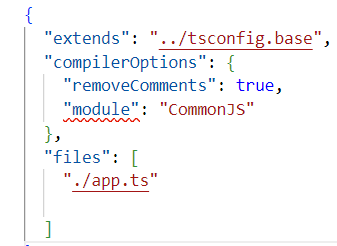 {
"extends": "../tsconfig.base",
"compilerOptions": {
"removeComments": true,
"module": "CommonJS"
},
"files": [
"./app.ts"
]